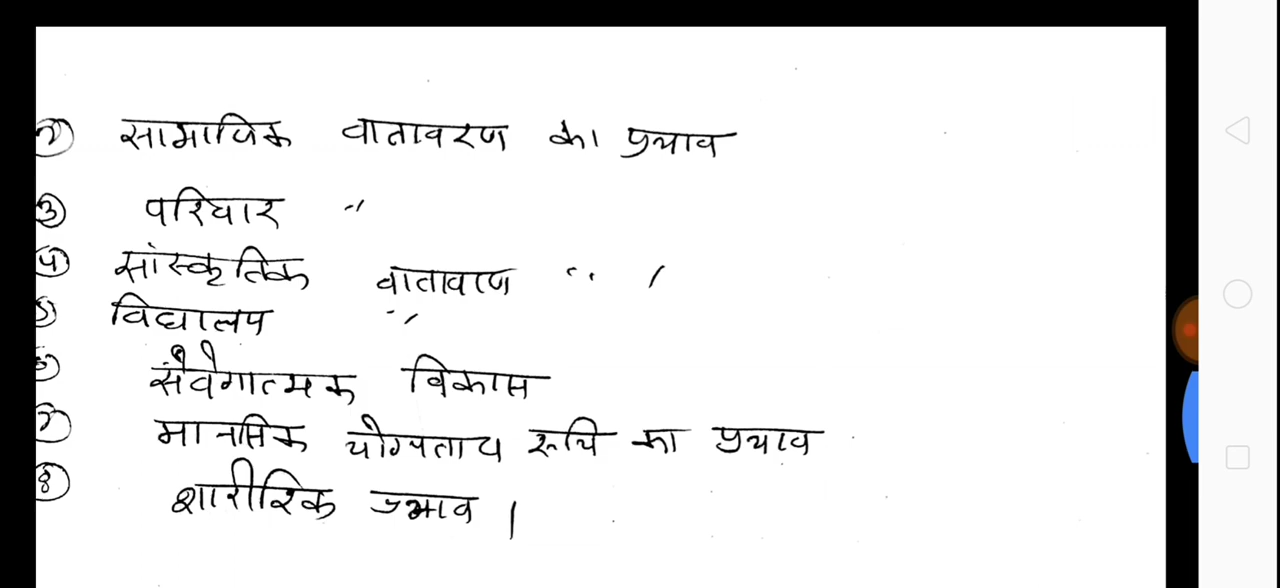 ② सामाजिक वातावरण का प्रभाव
③ परिवार 〃
④ सांस्कृतिक वातावरण 〃 /
⑤ विद्यालय 〃
⑥ संवेगात्मक विकास
⑦ मानसिक योग्यता व रूचि का प्रभाव
⑧ शारीरिक प्रभाव |